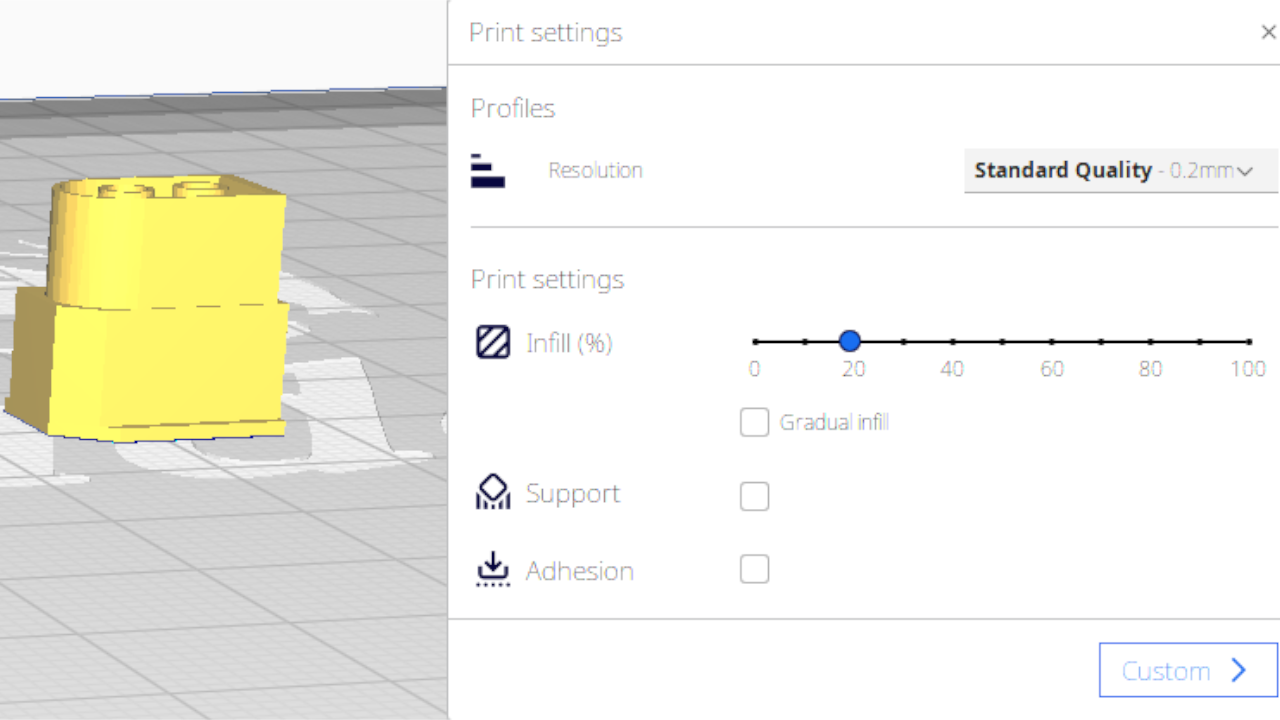 Print settings
Profiles
Resolution
Standard Quality - 0.2mm
Print settings
Infill (%)
0 20 40 60 80 100
Gradual infill
Support
Adhesion
Custom